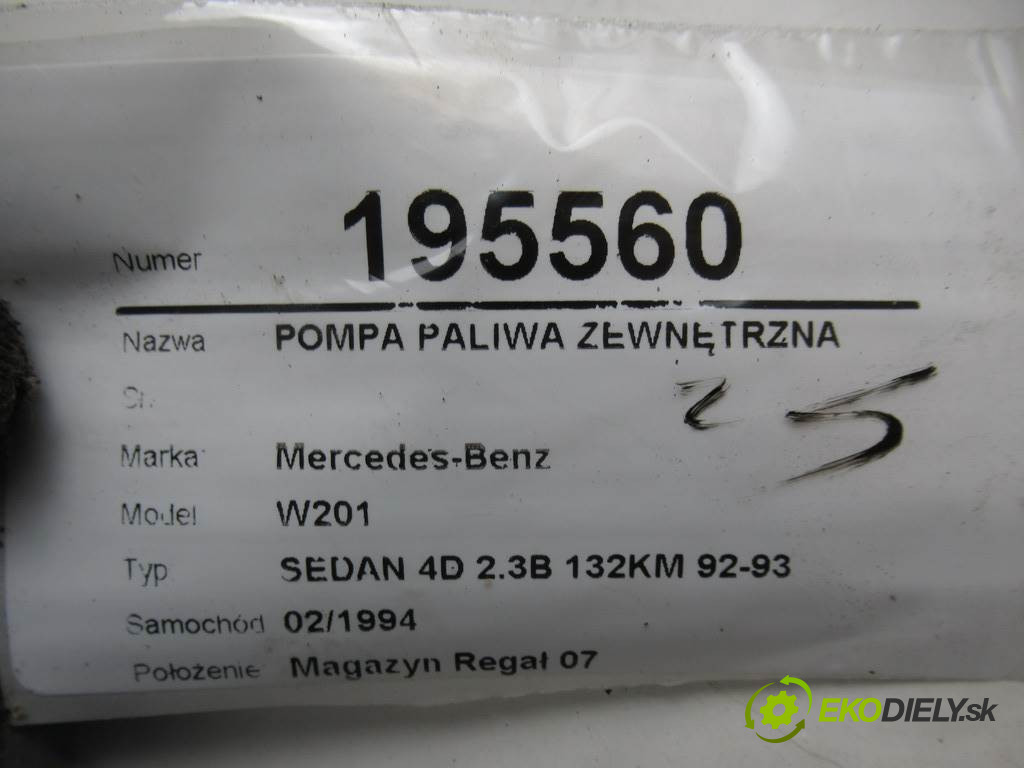 Numer 195560
Nazwa POMPA PALIWA ZEWNĘTRZNA
25
Marka Mercedes-Benz
Model W201
Typ SEDAN 4D 2.3B 132KM 92-93
Samochód 02/1994
Położenie Magazyn Regał 07
EKODIELY.sk